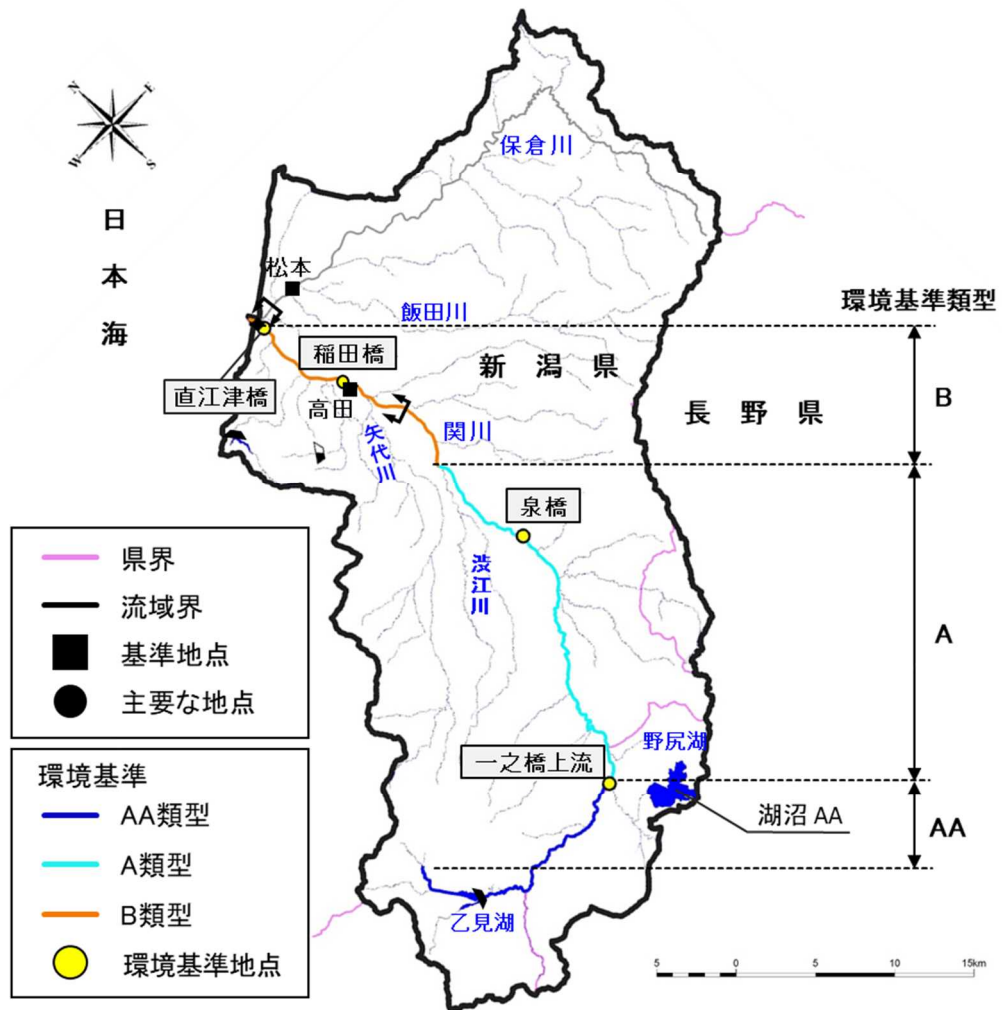 N
E
W
S
日本海
保倉川
松本
飯田川
環境基準類型
稲田橋
新潟県
直江津橋
B
長野県
高田
関川
矢代川
泉橋
県界
渋江川
流域界
A
基準地点
主要な地点
野尻湖
一之橋上流
環境基準
AA類型
湖沼 AA
AA
A類型
B類型
乙見湖
環境基準地点
5 0 5 10 15km